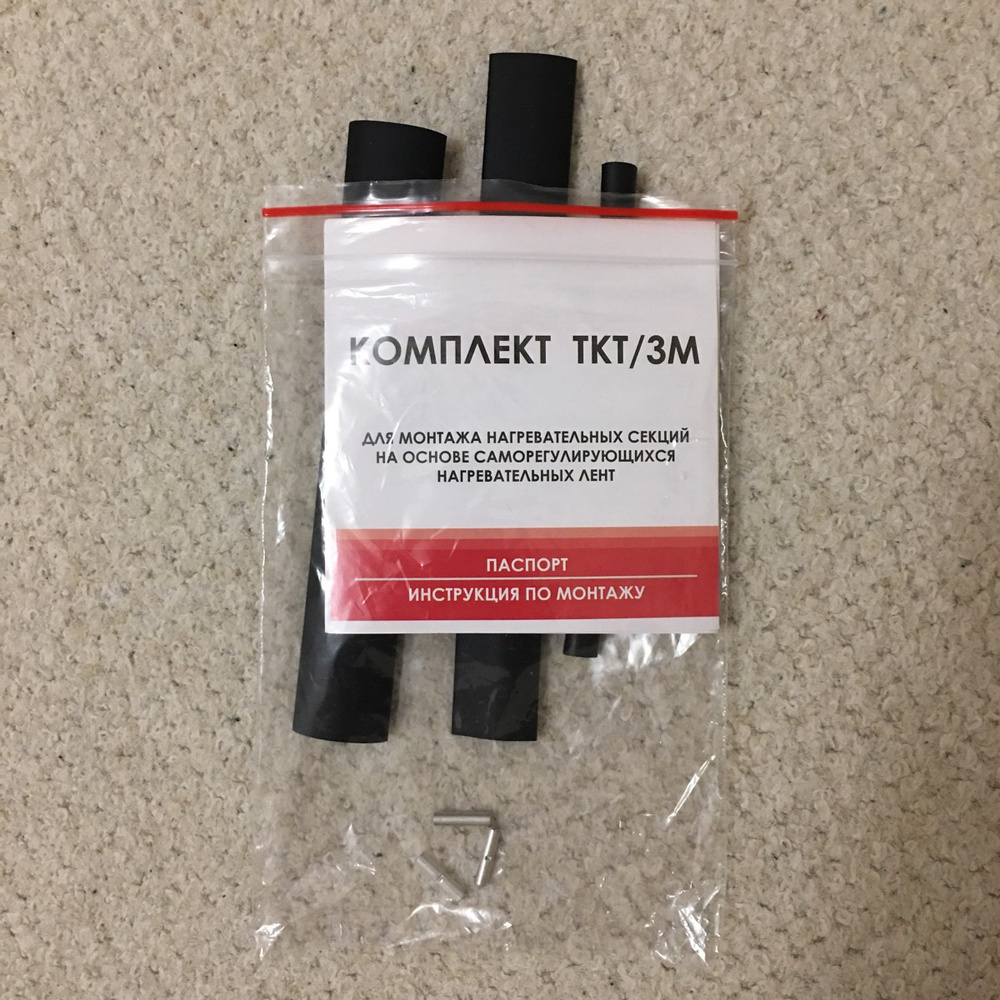 КОМПЛЕКТ ТКТ/3М
ДЛЯ МОНТАЖА НАГРЕВАТЕЛЬНЫХ СЕКЦИЙ
НА ОСНОВЕ САМОРЕГУЛИРУЮЩИХСЯ
НАГРЕВАТЕЛЬНЫХ ЛЕНТ
ПАСПОРТ
ИНСТРУКЦИЯ ПО МОНТАЖУ